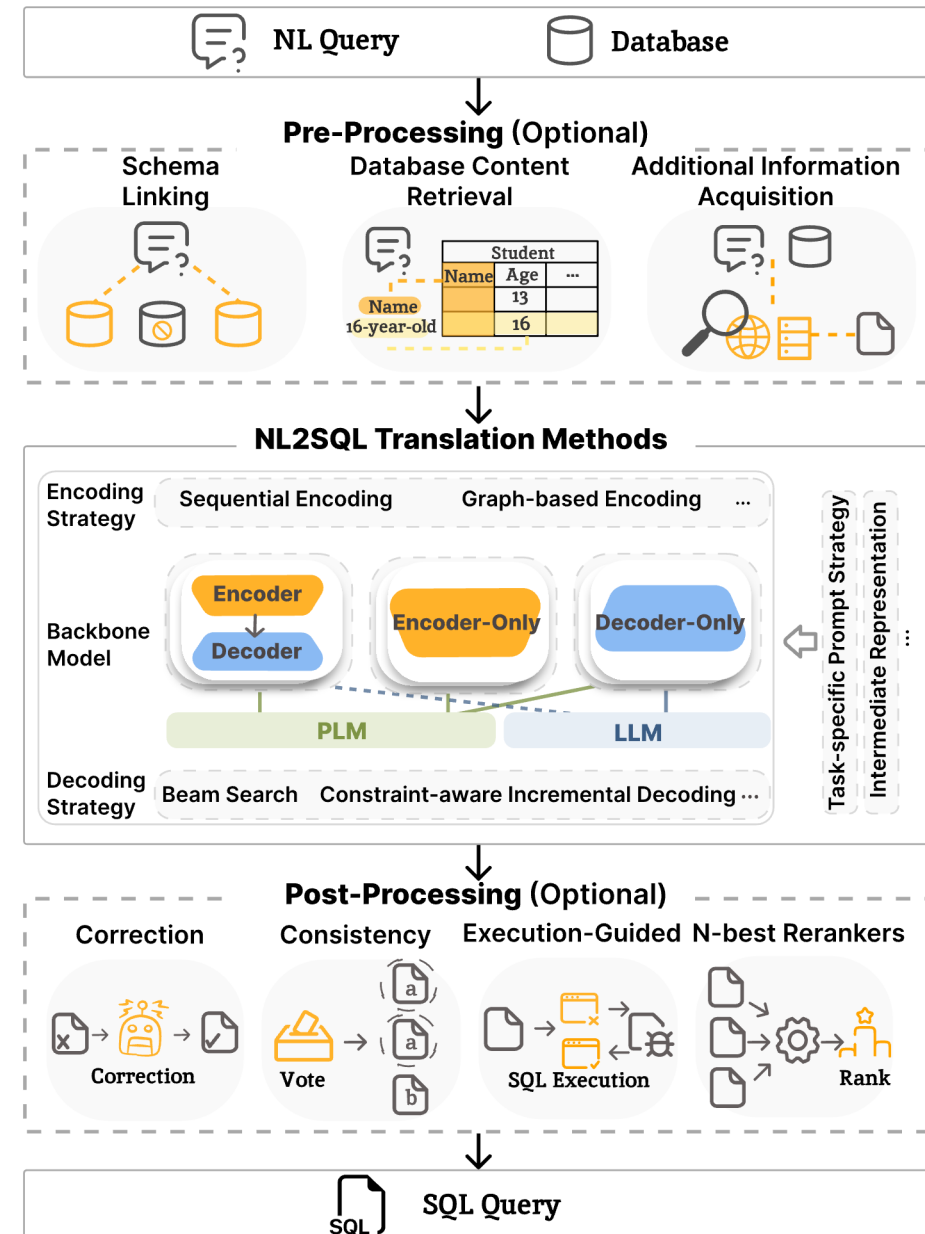 NL Query
Database
Pre-Processing (Optional)
Schema
Linking
Database Content
Retrieval
Student
Name
Age
...
13
16
Name
16-year-old
Additional Information
Acquisition
NL2SQL Translation Methods
Encoding
Strategy
Sequential Encoding
Graph-based Encoding
...
Backbone
Model
Encoder
Decoder
Encoder-Only
Decoder-Only
PLM
LLM
Decoding
Strategy
Beam Search
Constraint-aware Incremental Decoding
...
Task-specific Prompt Strategy
Intermediate Representation
...
Post-Processing (Optional)
Correction
Correction
Consistency
Vote
a
a
b
Execution-Guided
SQL Execution
N-best Rerankers
Rank
SQL
SQL Query